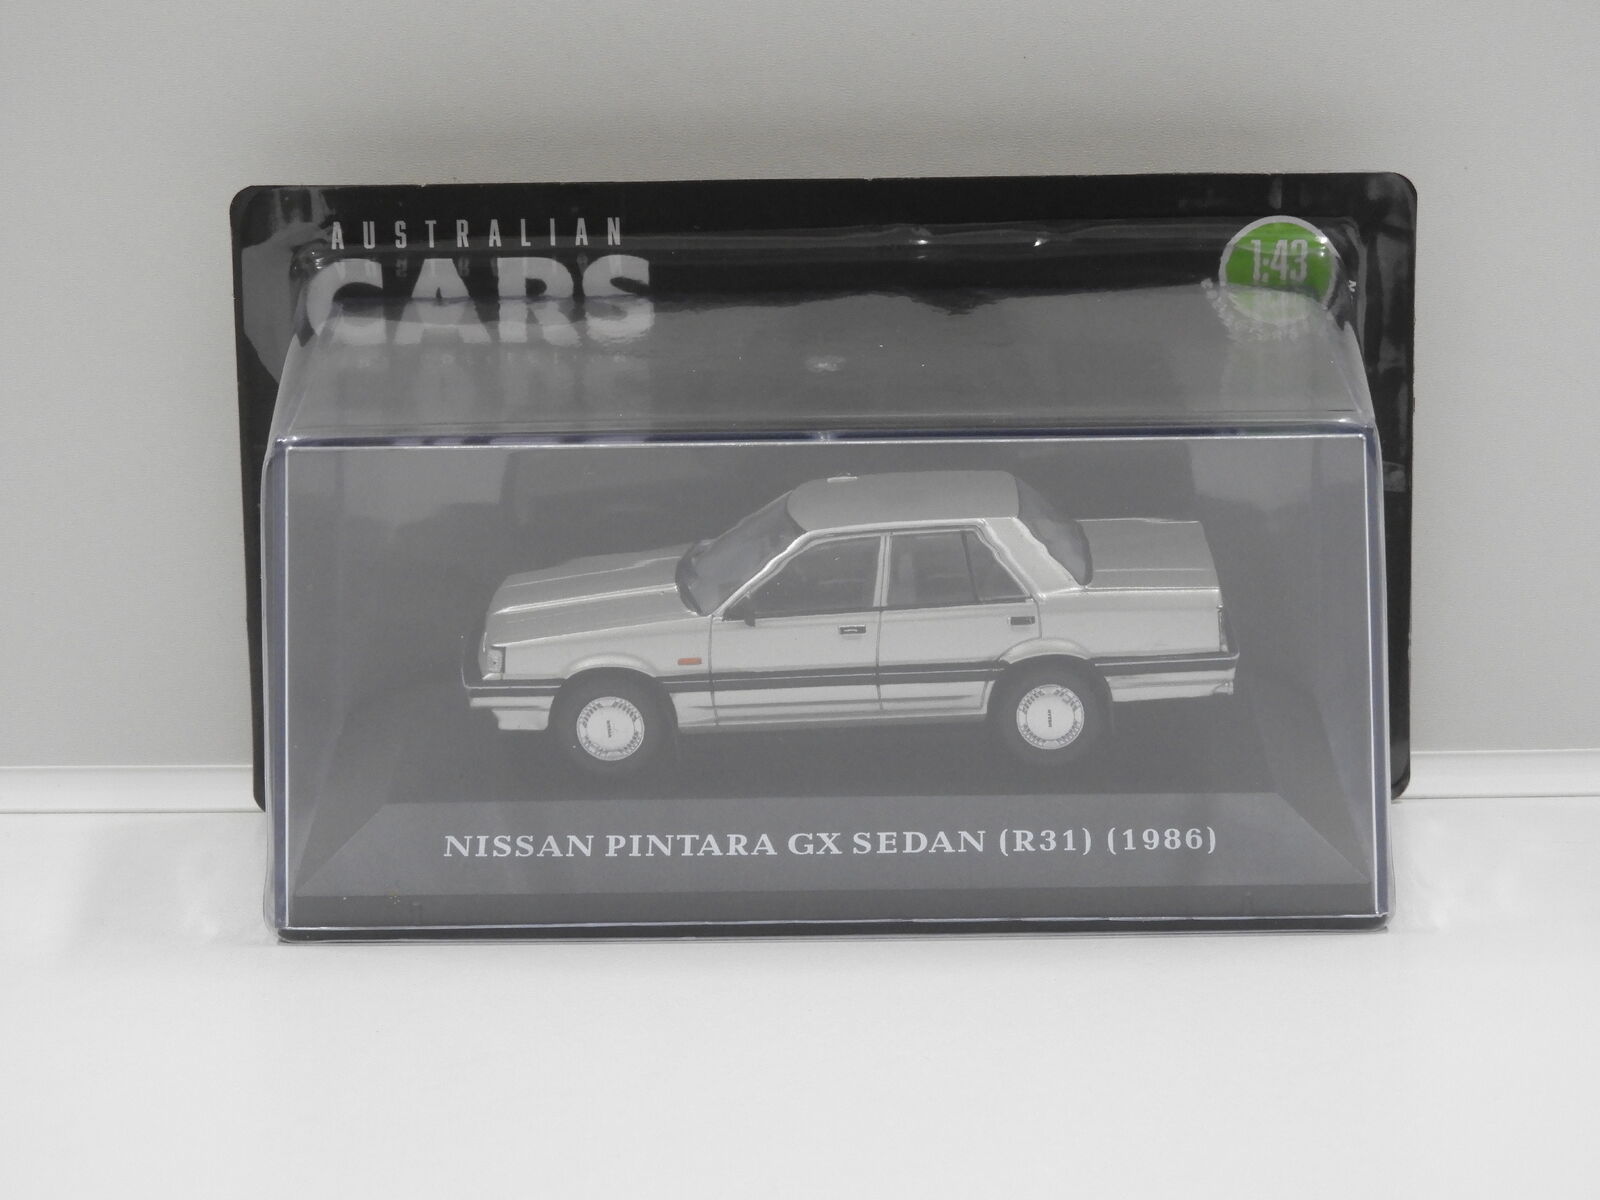 AUSTRALIAN
CARS
1:43
NISSAN PINTARA GX SEDAN (R31) (1986)